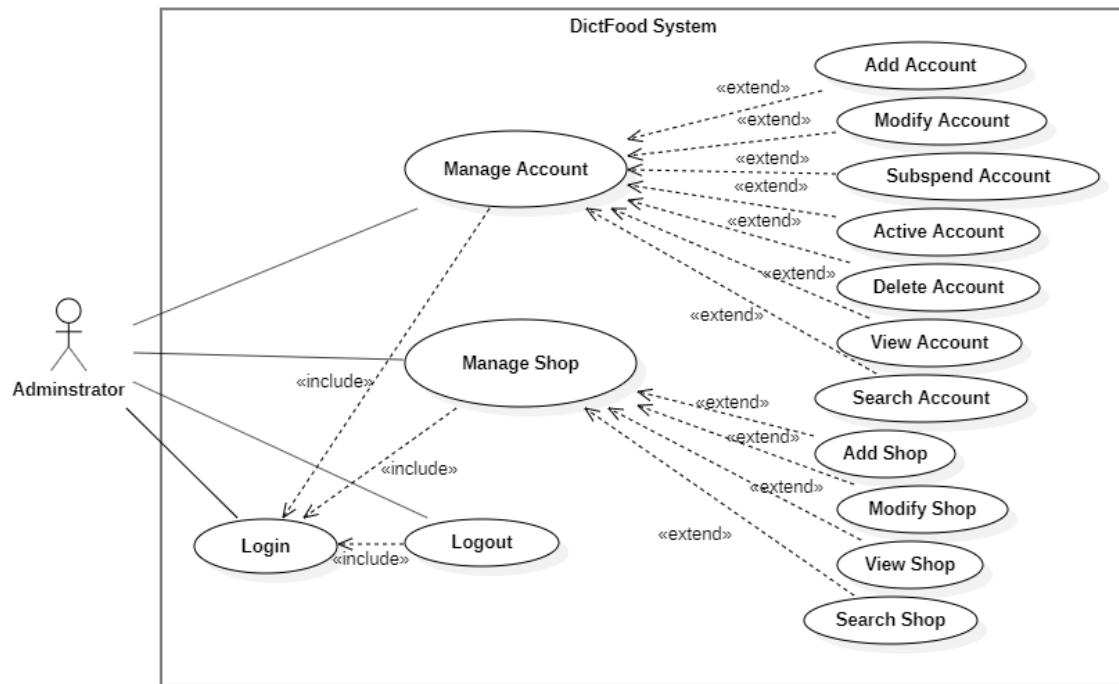 DictFood System
Add Account
«extend»
Modify Account
«extend»
Manage Account
«extend»
Subspend Account
«extend»
Active Account
«extend»
Delete Account
«extend»
View Account
«extend»
Manage Shop
Adminstrator
«include»
Search Account
«extend»
Add Shop
«extend»
«include»
Modify Shop
«extend»
Login
Logout
«include»
«extend»
View Shop
Search Shop